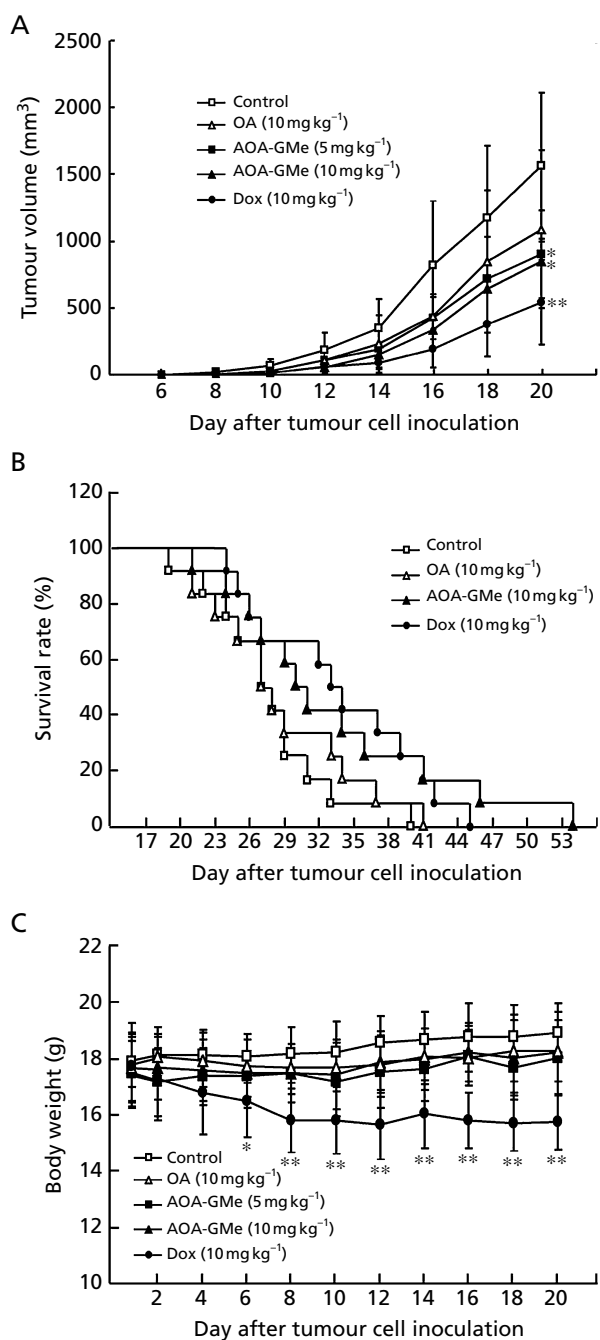 A
2500
2000
1500
1000
500
0
Tumour volume (mm³)
Control
OA (10 mg kg⁻¹)
AOA-GMe (5 mg kg⁻¹)
AOA-GMe (10 mg kg⁻¹)
Dox (10 mg kg⁻¹)
*
*
**
6 8 10 12 14 16 18 20
Day after tumour cell inoculation
B
120
100
80
60
40
20
0
Survival rate (%)
Control
OA (10 mg kg⁻¹)
AOA-GMe (10 mg kg⁻¹)
Dox (10 mg kg⁻¹)
17 20 23 26 29 32 35 38 41 44 47 50 53
Day after tumour cell inoculation
C
22
20
18
16
14
12
10
Body weight (g)
* ** ** ** ** ** ** **
Control
OA (10 mg kg⁻¹)
AOA-GMe (5 mg kg⁻¹)
AOA-GMe (10 mg kg⁻¹)
Dox (10 mg kg⁻¹)
2 4 6 8 10 12 14 16 18 20
Day after tumour cell inoculation